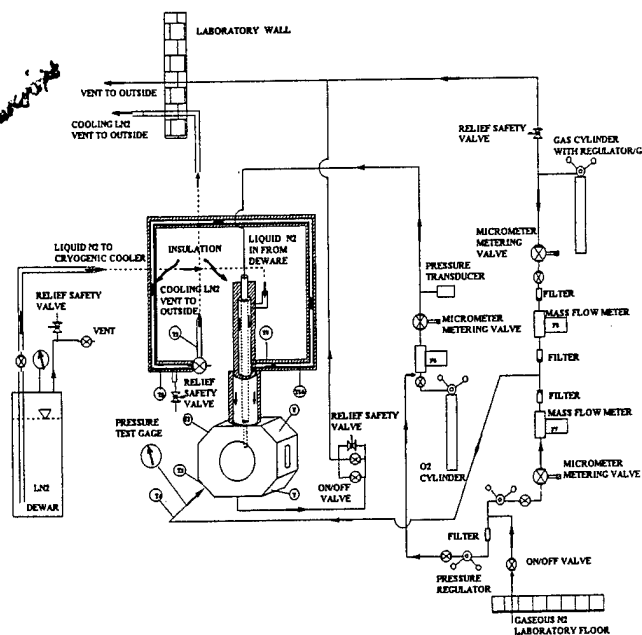 LABORATORY WALL
VENT TO OUTSIDE
COOLING LN2
VENT TO OUTSIDE
RELIEF SAFETY
VALVE
GAS CYLINDER
WITH REGULATOR/G
LIQUID N2 TO
CRYOGENIC COOLER
INSULATION
LIQUID N2
IN FROM
DEWARE
COOLING LN2
VENT TO
OUTSIDE
MICROMETER
METERING VALVE
PRESSURE
TRANSDUCER
RELIEF SAFETY
VALVE
VENT
FILTER
MASS FLOW METER
MICROMETER
METERING VALVE
FILTER
RELIEF
SAFETY
VALVE
FILTER
MASS FLOW METER
PRESSURE
TEST GAGE
RELIEF SAFETY
VALVE
O2
CYLINDER
MICROMETER
METERING VALVE
LN2
DEWAR
ON/OFF
VALVE
FILTER
PRESSURE
REGULATOR
ON/OFF VALVE
GASEOUS N2
LABORATORY FLOOR